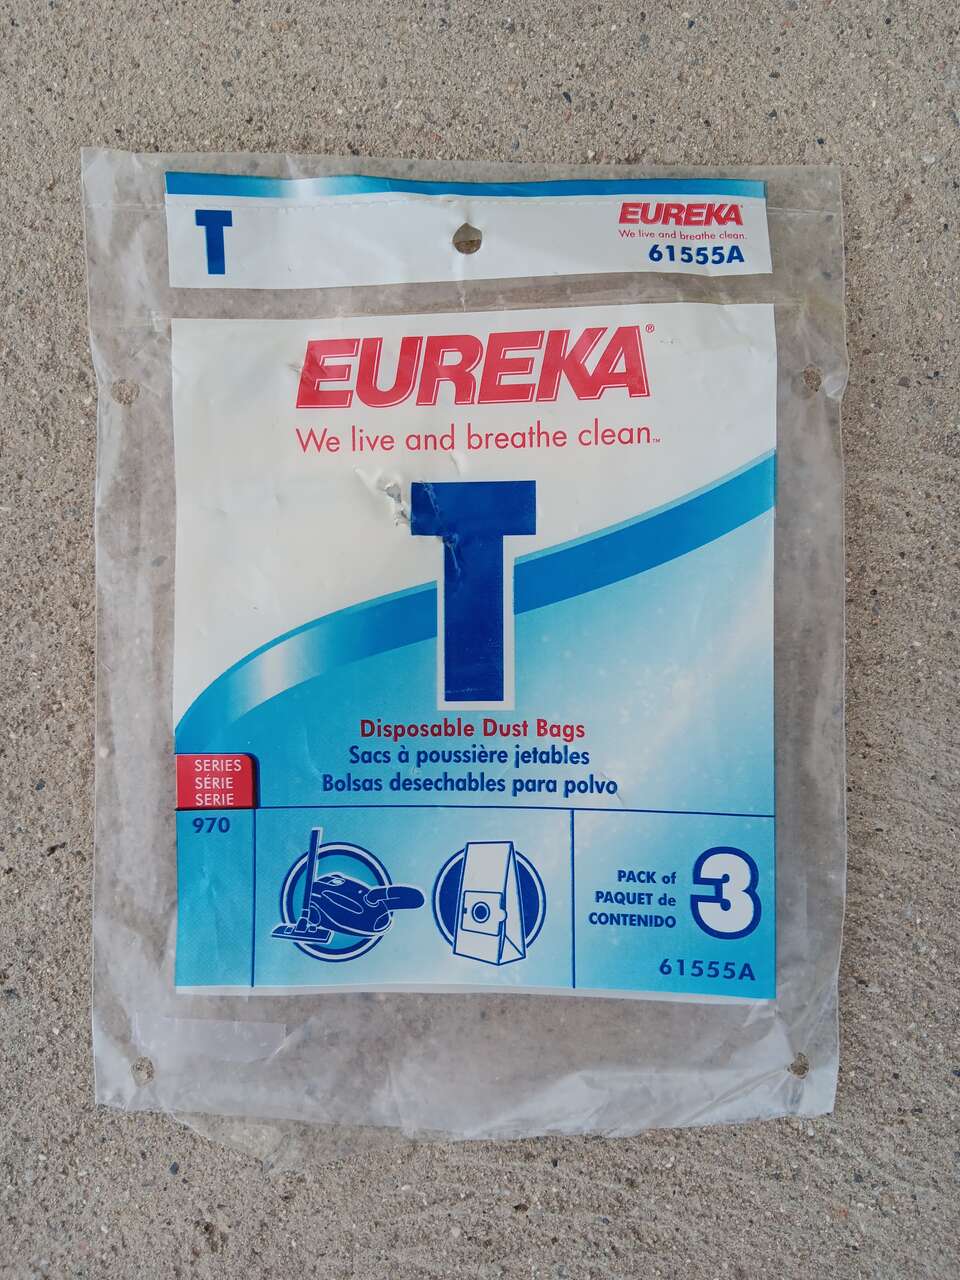 T
EUREKA
We live and breathe clean.
61555A
EUREKA®
We live and breathe clean.™
T
Disposable Dust Bags
Sacs à poussière jetables
Bolsas desechables para polvo
SERIES
SÉRIE
SERIE
970
PACK of
PAQUET de
CONTENIDO
3
61555A